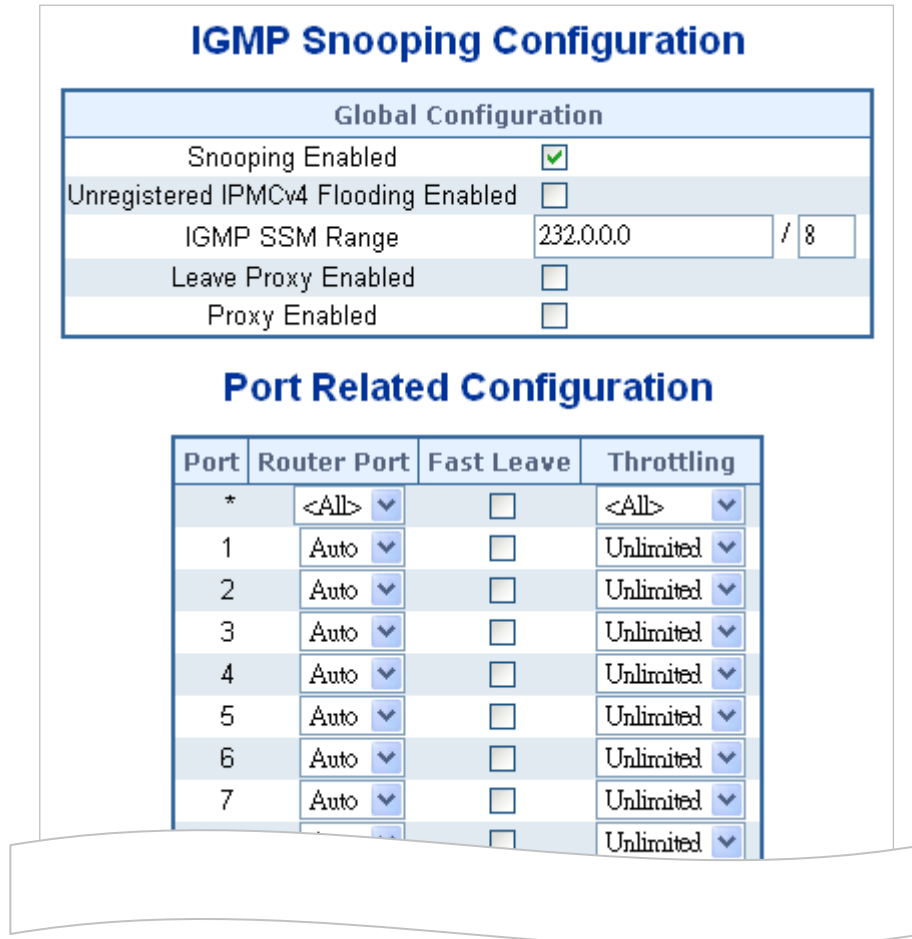 IGMP Snooping Configuration
Global Configuration
Snooping Enabled
Unregistered IPMCv4 Flooding Enabled
IGMP SSM Range 232.0.0.0 / 8
Leave Proxy Enabled
Proxy Enabled
Port Related Configuration
Port Router Port Fast Leave Throttling
* <All> <All>
1 Auto Unlimited
2 Auto Unlimited
3 Auto Unlimited
4 Auto Unlimited
5 Auto Unlimited
6 Auto Unlimited
7 Auto Unlimited
Unlimited